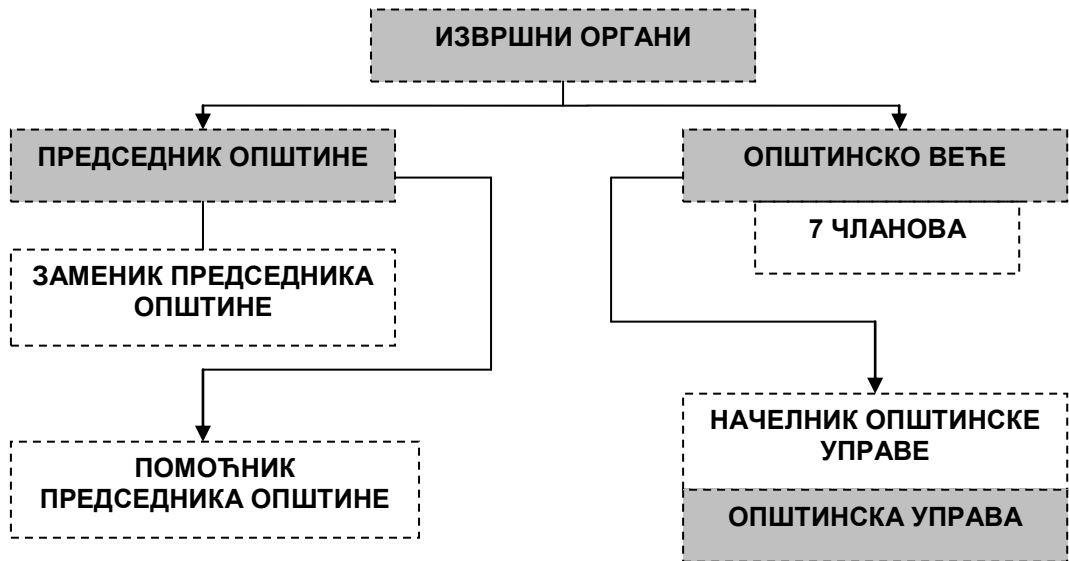 ИЗВРШНИ ОРГАНИ
ПРЕДСЕДНИК ОПШТИНЕ
ОПШТИНСКО ВЕЋЕ
7 ЧЛАНОВА
ЗАМЕНИК ПРЕДСЕДНИКА
ОПШТИНЕ
ПОМОЋНИК
ПРЕДСЕДНИКА ОПШТИНЕ
НАЧЕЛНИК ОПШТИНСКЕ
УПРАВЕ
ОПШТИНСКА УПРАВА